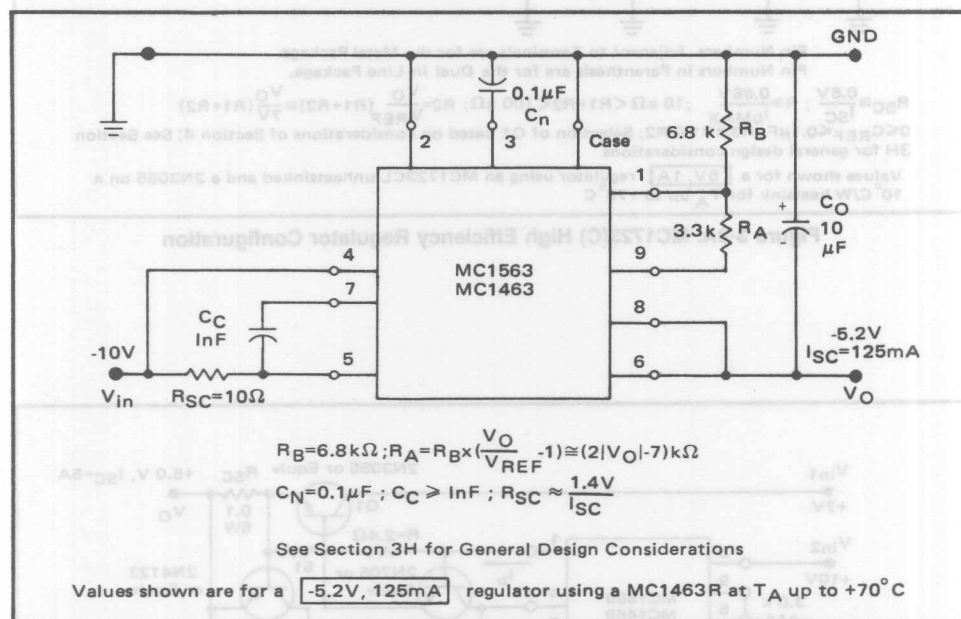 GND
0.1μF
Cn
2
3
Case
6.8 k
RB
1
3.3k
RA
+
CO
10
μF
9
4
MC1563
MC1463
7
8
CC
InF
-10V
5
6
-5.2V
ISC=125mA
Vin
RSC=10Ω
VO
RB=6.8kΩ;RA=RBx(VO/VREF -1)≅(2|VO|-7)kΩ
CN=0.1μF ; CC ⩾ InF ; RSC ≈ 1.4V/ISC
See Section 3H for General Design Considerations
Values shown are for a -5.2V, 125mA regulator using a MC1463R at TA up to +70°C